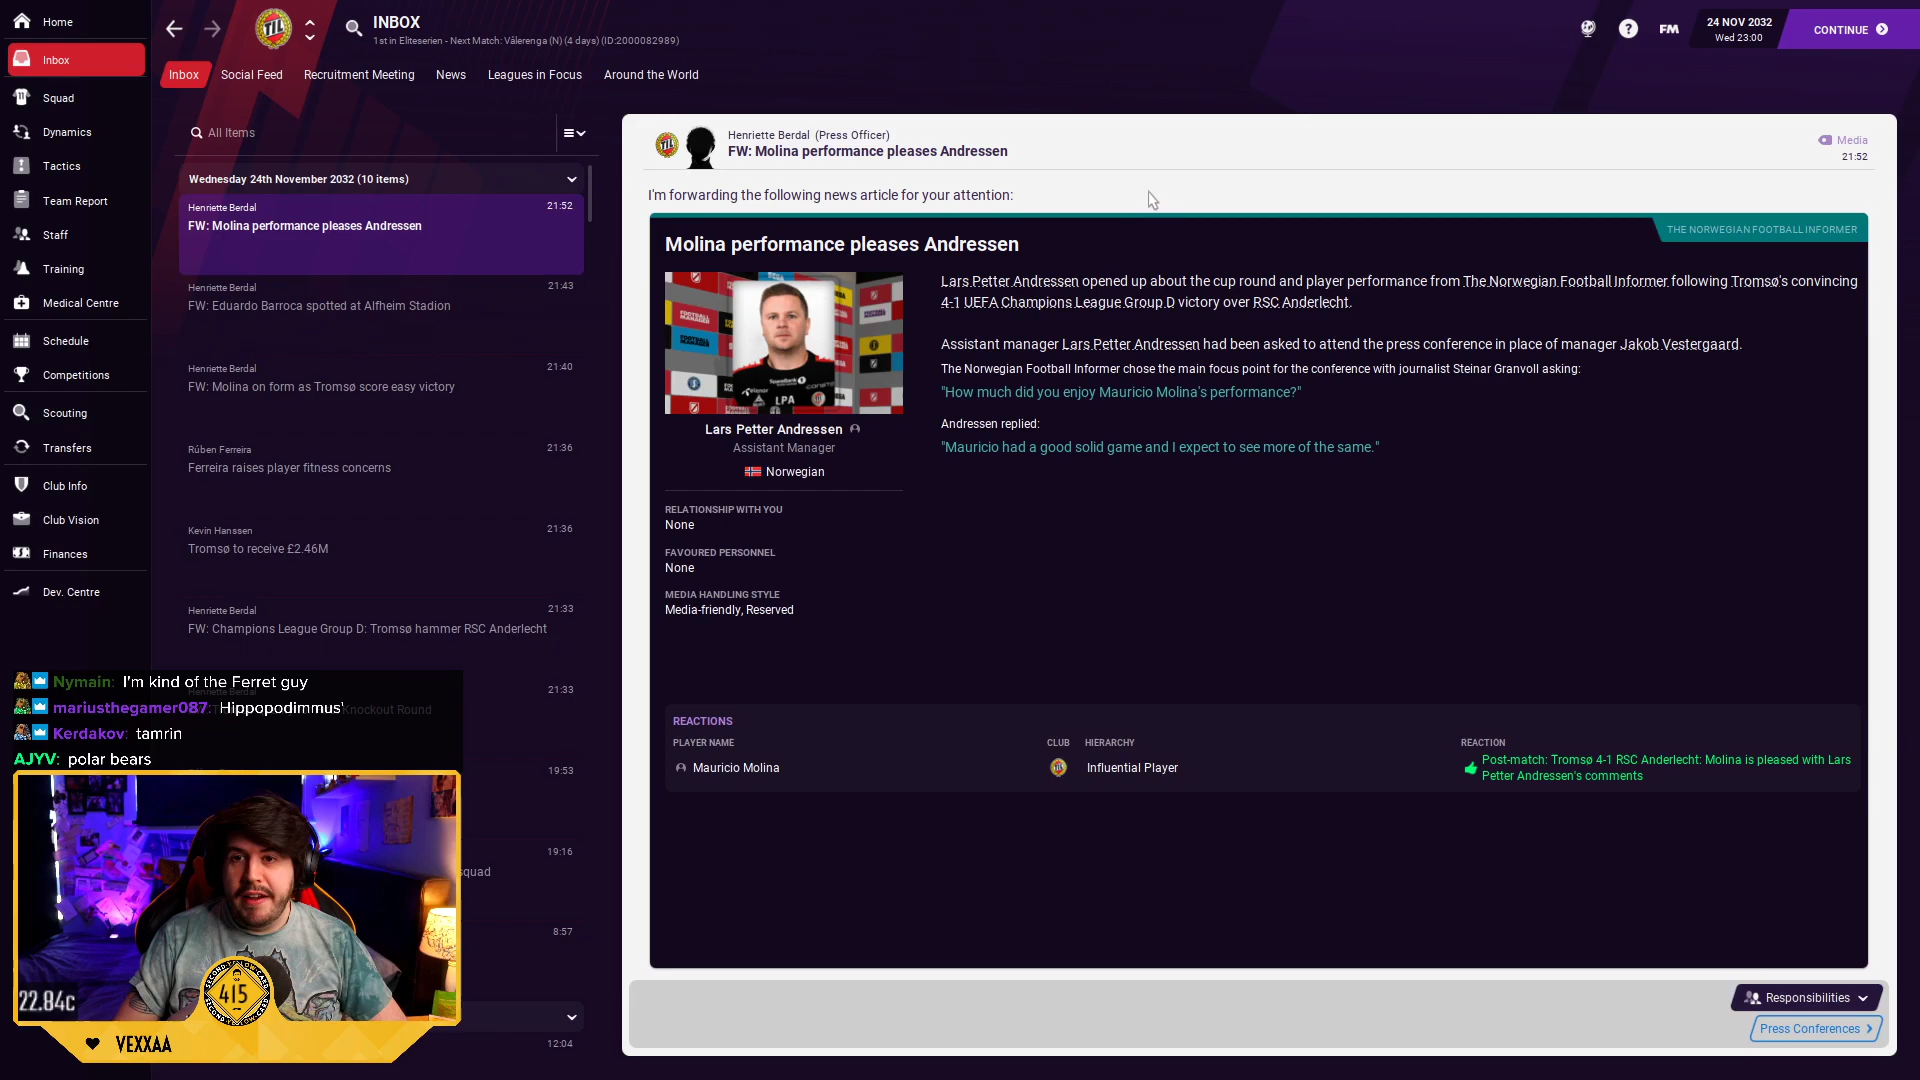 Home
Inbox
Squad
Dynamics
Tactics
Team Report
Staff
Training
Medical Centre
Schedule
Competitions
Scouting
Transfers
Club Info
Club Vision
Finances
Dev. Centre
TIL
INBOX
1st in Eliteserien - Next Match: Vålerenga (N) (4 days) (ID:2000082989)
FM
24 NOV 2032
Wed 23:00
CONTINUE
Inbox
Social Feed
Recruitment Meeting
News
Leagues in Focus
Around the World
All Items
Wednesday 24th November 2032 (10 items)
Henriette Berdal 21:52
FW: Molina performance pleases Andressen
Henriette Berdal 21:43
FW: Eduardo Barroca spotted at Alfheim Stadion
Henriette Berdal 21:40
FW: Molina on form as Tromsø score easy victory
Rúben Ferreira 21:36
Ferreira raises player fitness concerns
Kevin Hanssen 21:36
Tromsø to receive £2.46M
Henriette Berdal 21:33
FW: Champions League Group D: Tromsø hammer RSC Anderlecht
Henriette Berdal 21:33
Knockout Round
19:53
19:16
squad
8:57
12:04
Henriette Berdal (Press Officer)
FW: Molina performance pleases Andressen
Media
21:52
I'm forwarding the following news article for your attention:
THE NORWEGIAN FOOTBALL INFORMER
Molina performance pleases Andressen
LPA
Lars Petter Andressen
Assistant Manager
Norwegian
RELATIONSHIP WITH YOU
None
FAVOURED PERSONNEL
None
MEDIA HANDLING STYLE
Media-friendly, Reserved
Lars Petter Andressen opened up about the cup round and player performance from The Norwegian Football Informer following Tromsø's convincing
4-1 UEFA Champions League Group D victory over RSC Anderlecht.
Assistant manager Lars Petter Andressen had been asked to attend the press conference in place of manager Jakob Vestergaard.
The Norwegian Football Informer chose the main focus point for the conference with journalist Steinar Granvoll asking:
"How much did you enjoy Mauricio Molina's performance?"
Andressen replied:
"Mauricio had a good solid game and I expect to see more of the same."
REACTIONS
PLAYER NAME CLUB HIERARCHY REACTION
Mauricio Molina Influential Player
Post-match: Tromsø 4-1 RSC Anderlecht: Molina is pleased with Lars
Petter Andressen's comments
Responsibilities
Press Conferences
Nymain: I'm kind of the Ferret guy
mariusthegamer087: Hippopodimmus'
Kerdakov: tamrin
AJYV: polar bears
22.84c
SECOND YELLOW CARD
415
VEXXAA